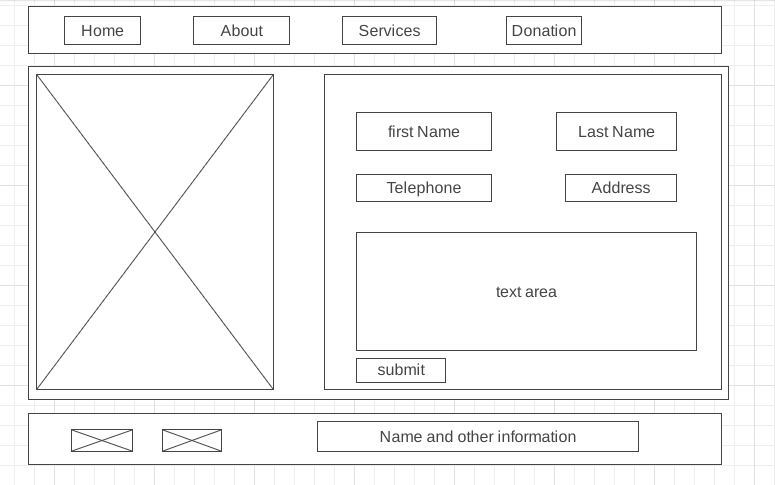 Home
About
Services
Donation
first Name
Last Name
Telephone
Address
text area
submit
Name and other information